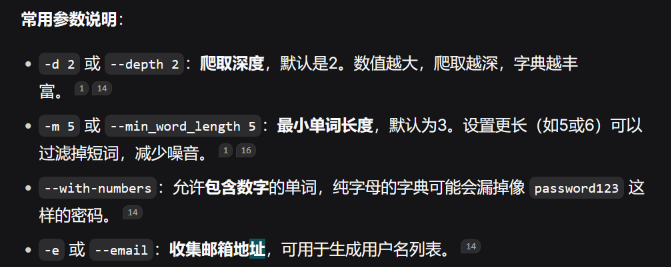 常用参数说明：
-d 2 或 --depth 2：爬取深度，默认是2。数值越大，爬取越深，字典越丰
富。 1 14
-m 5 或 --min_word_length 5：最小单词长度，默认为3。设置更长（如5或6）可以
过滤掉短词，减少噪音。 1 16
--with-numbers：允许包含数字的单词，纯字母的字典可能会漏掉像 password123 这
样的密码。 14
-e 或 --email：收集邮箱地址，可用于生成用户名列表。 14